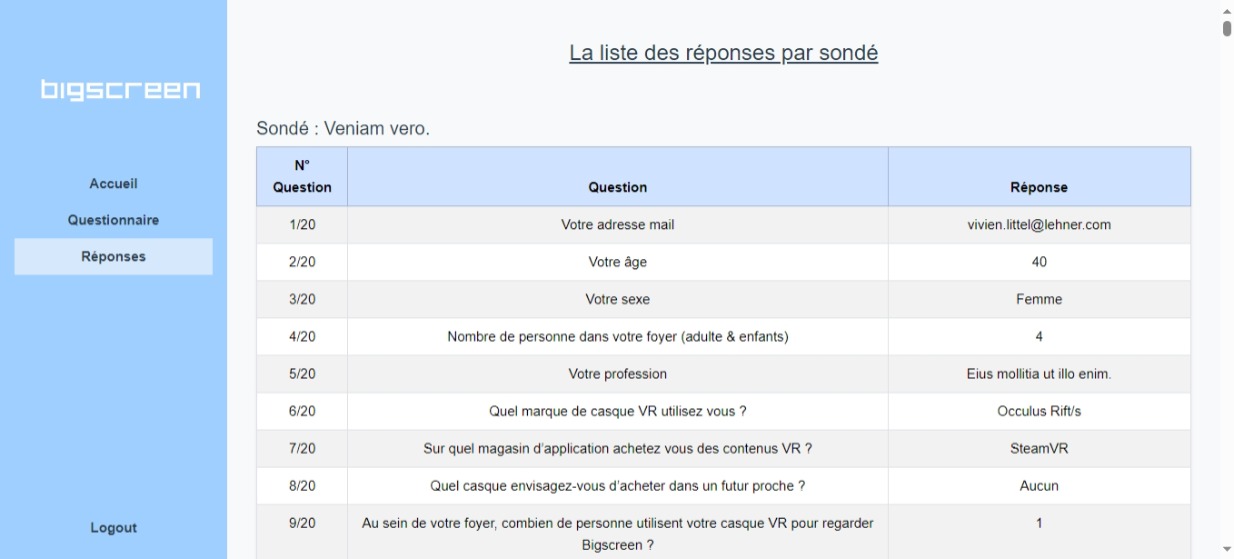 bigscreen
Accueil
Questionnaire
Réponses
Logout
La liste des réponses par sondé
Sondé : Veniam vero.
N°
Question Question Réponse
1/20 Votre adresse mail vivien.littel@lehner.com
2/20 Votre âge 40
3/20 Votre sexe Femme
4/20 Nombre de personne dans votre foyer (adulte & enfants) 4
5/20 Votre profession Eius mollitia ut illo enim.
6/20 Quel marque de casque VR utilisez vous ? Occulus Rift/s
7/20 Sur quel magasin d'application achetez vous des contenus VR ? SteamVR
8/20 Quel casque envisagez-vous d'acheter dans un futur proche ? Aucun
9/20 Au sein de votre foyer, combien de personne utilisent votre casque VR pour regarder 1
Bigscreen ?